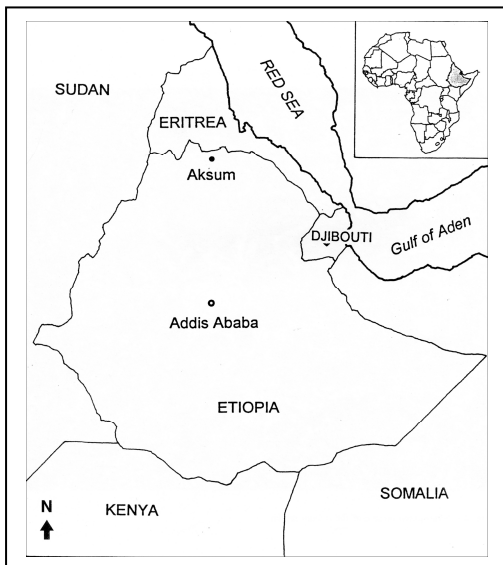 RED SEA
SUDAN
ERITREA
Aksum
DJIBOUTI
Gulf of Aden
Addis Ababa
ETIOPIA
SOMALIA
N
KENYA